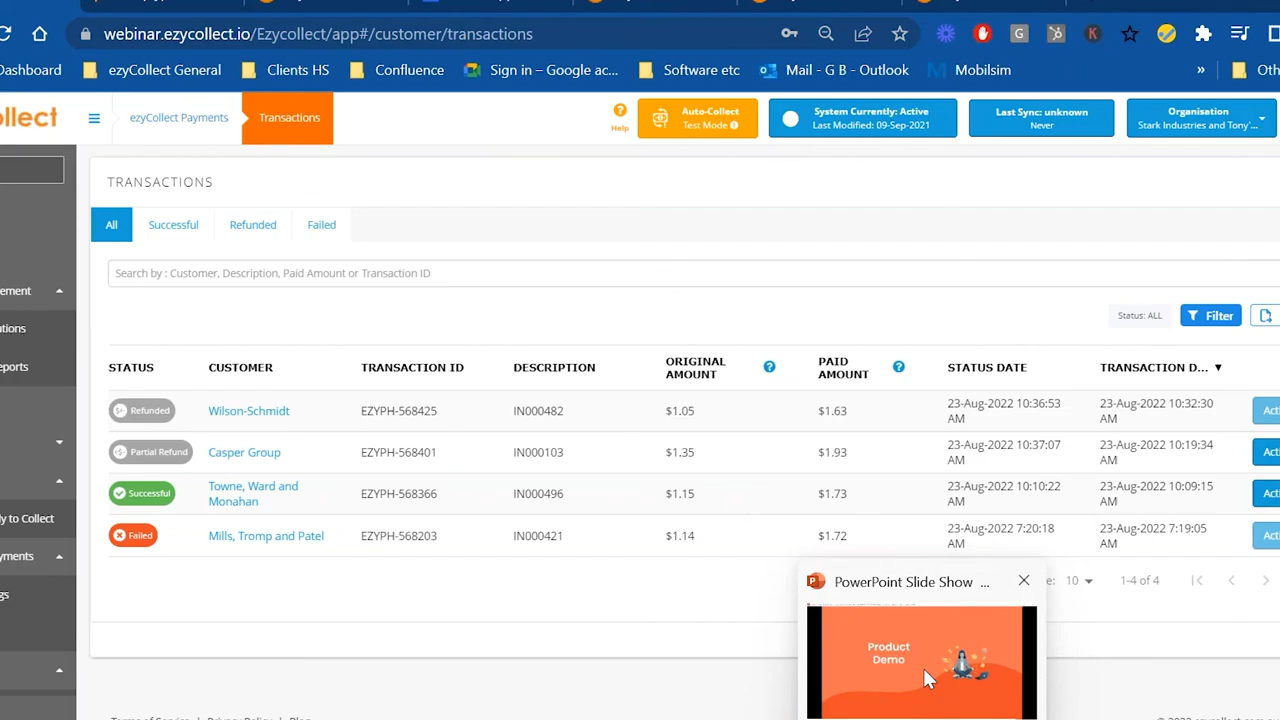 webinar.ezycollect.io/Ezycollect/app#/customer/transactions
Dashboard ezyCollect General Clients HS Confluence Sign in – Google ac... Software etc Mail - G B - Outlook Mobilsim » Oth
ollect ezyCollect Payments Transactions Help Auto-Collect System Currently: Active Last Sync: unknown Organisation
Test Mode Last Modified: 09-Sep-2021 Never Stark Industries and Tony'...
TRANSACTIONS
All Successful Refunded Failed
Search by : Customer, Description, Paid Amount or Transaction ID
ement
Status: ALL Filter
ations
STATUS CUSTOMER TRANSACTION ID DESCRIPTION ORIGINAL AMOUNT PAID AMOUNT STATUS DATE TRANSACTION D... ▼
eports
Refunded Wilson-Schmidt EZYPH-568425 IN000482 $1.05 $1.63 23-Aug-2022 10:36:53 AM 23-Aug-2022 10:32:30 AM Acti
Partial Refund Casper Group EZYPH-568401 IN000103 $1.35 $1.93 23-Aug-2022 10:37:07 AM 23-Aug-2022 10:19:34 AM Acti
Successful Towne, Ward and Monahan EZYPH-568366 IN000496 $1.15 $1.73 23-Aug-2022 10:10:22 AM 23-Aug-2022 10:09:15 AM Acti
ly to Collect
Failed Mills, Tromp and Patel EZYPH-568203 IN000421 $1.14 $1.72 23-Aug-2022 7:20:18 AM 23-Aug-2022 7:19:05 AM Acti
yments
PowerPoint Slide Show ... e: 10 1-4 of 4
gs
Product
Demo